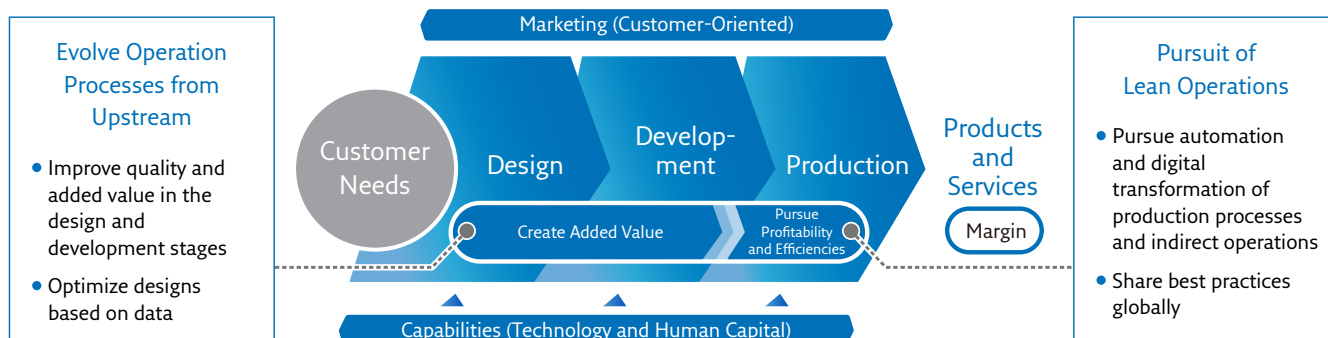 Marketing (Customer-Oriented)
Evolve Operation
Processes from
Upstream
• Improve quality and
added value in the
design and
development stages
• Optimize designs
based on data
Customer
Needs
Design
Develop-
ment
Production
Create Added Value
Pursue
Profitability
and Efficiencies
Products
and
Services
Margin
Capabilities (Technology and Human Capital)
Pursuit of
Lean Operations
• Pursue automation
and digital
transformation of
production processes
and indirect operations
• Share best practices
globally